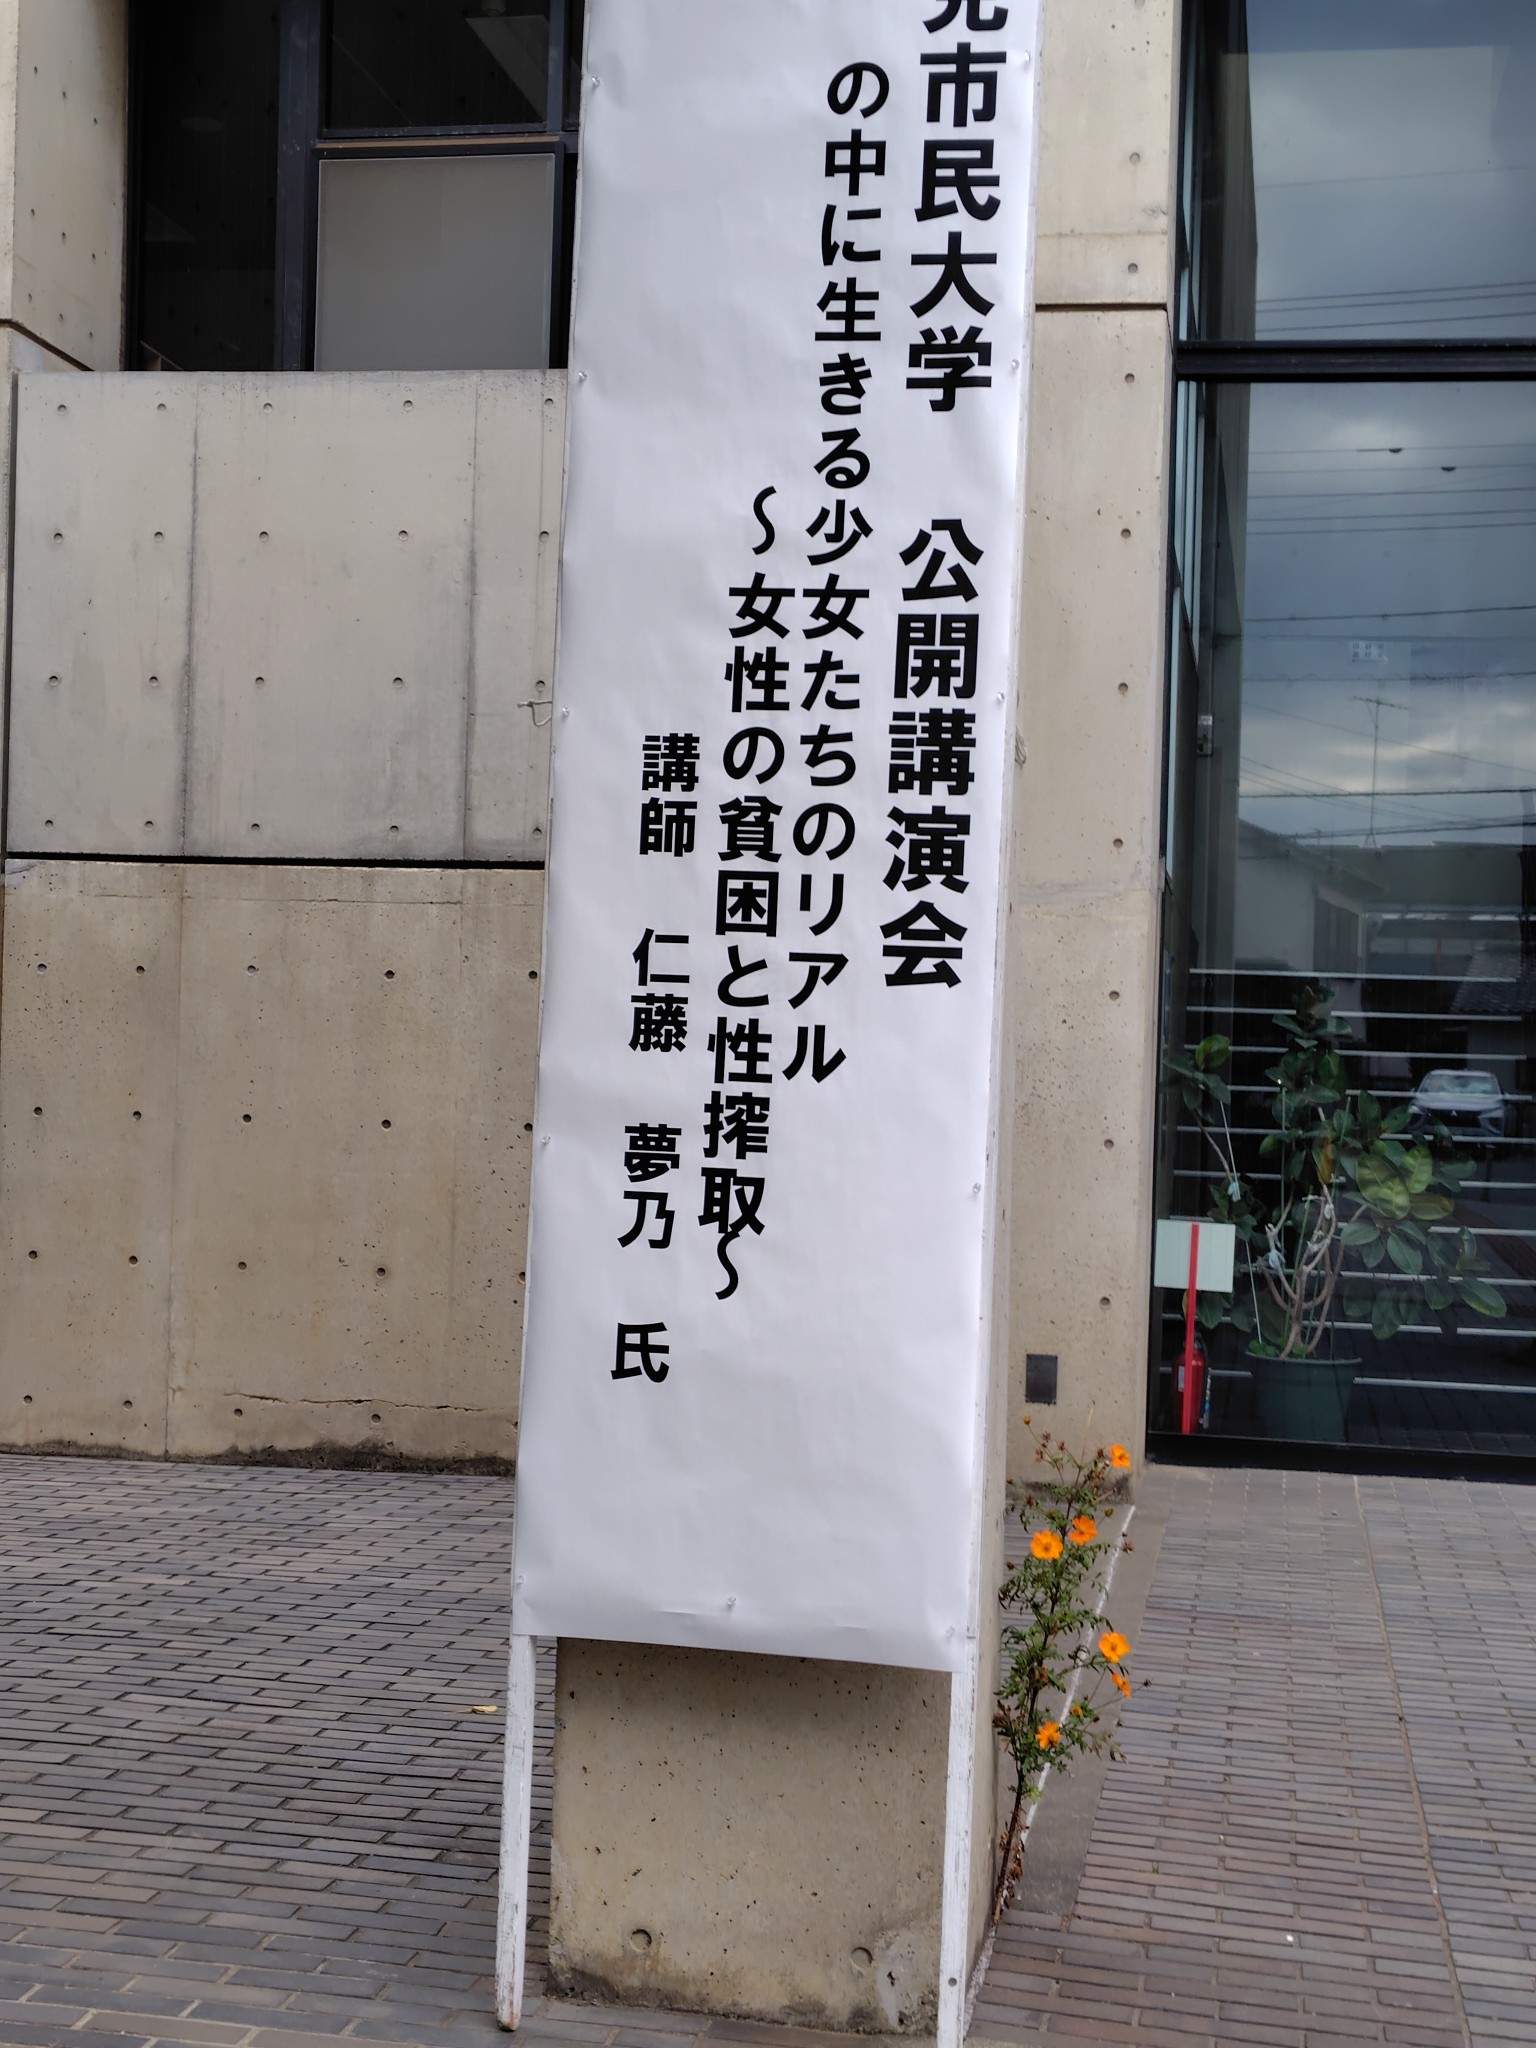 市民大学 公開講演会
の中に生きる少女たちのリアル
～女性の貧困と性搾取～
講師 仁藤 夢乃 氏